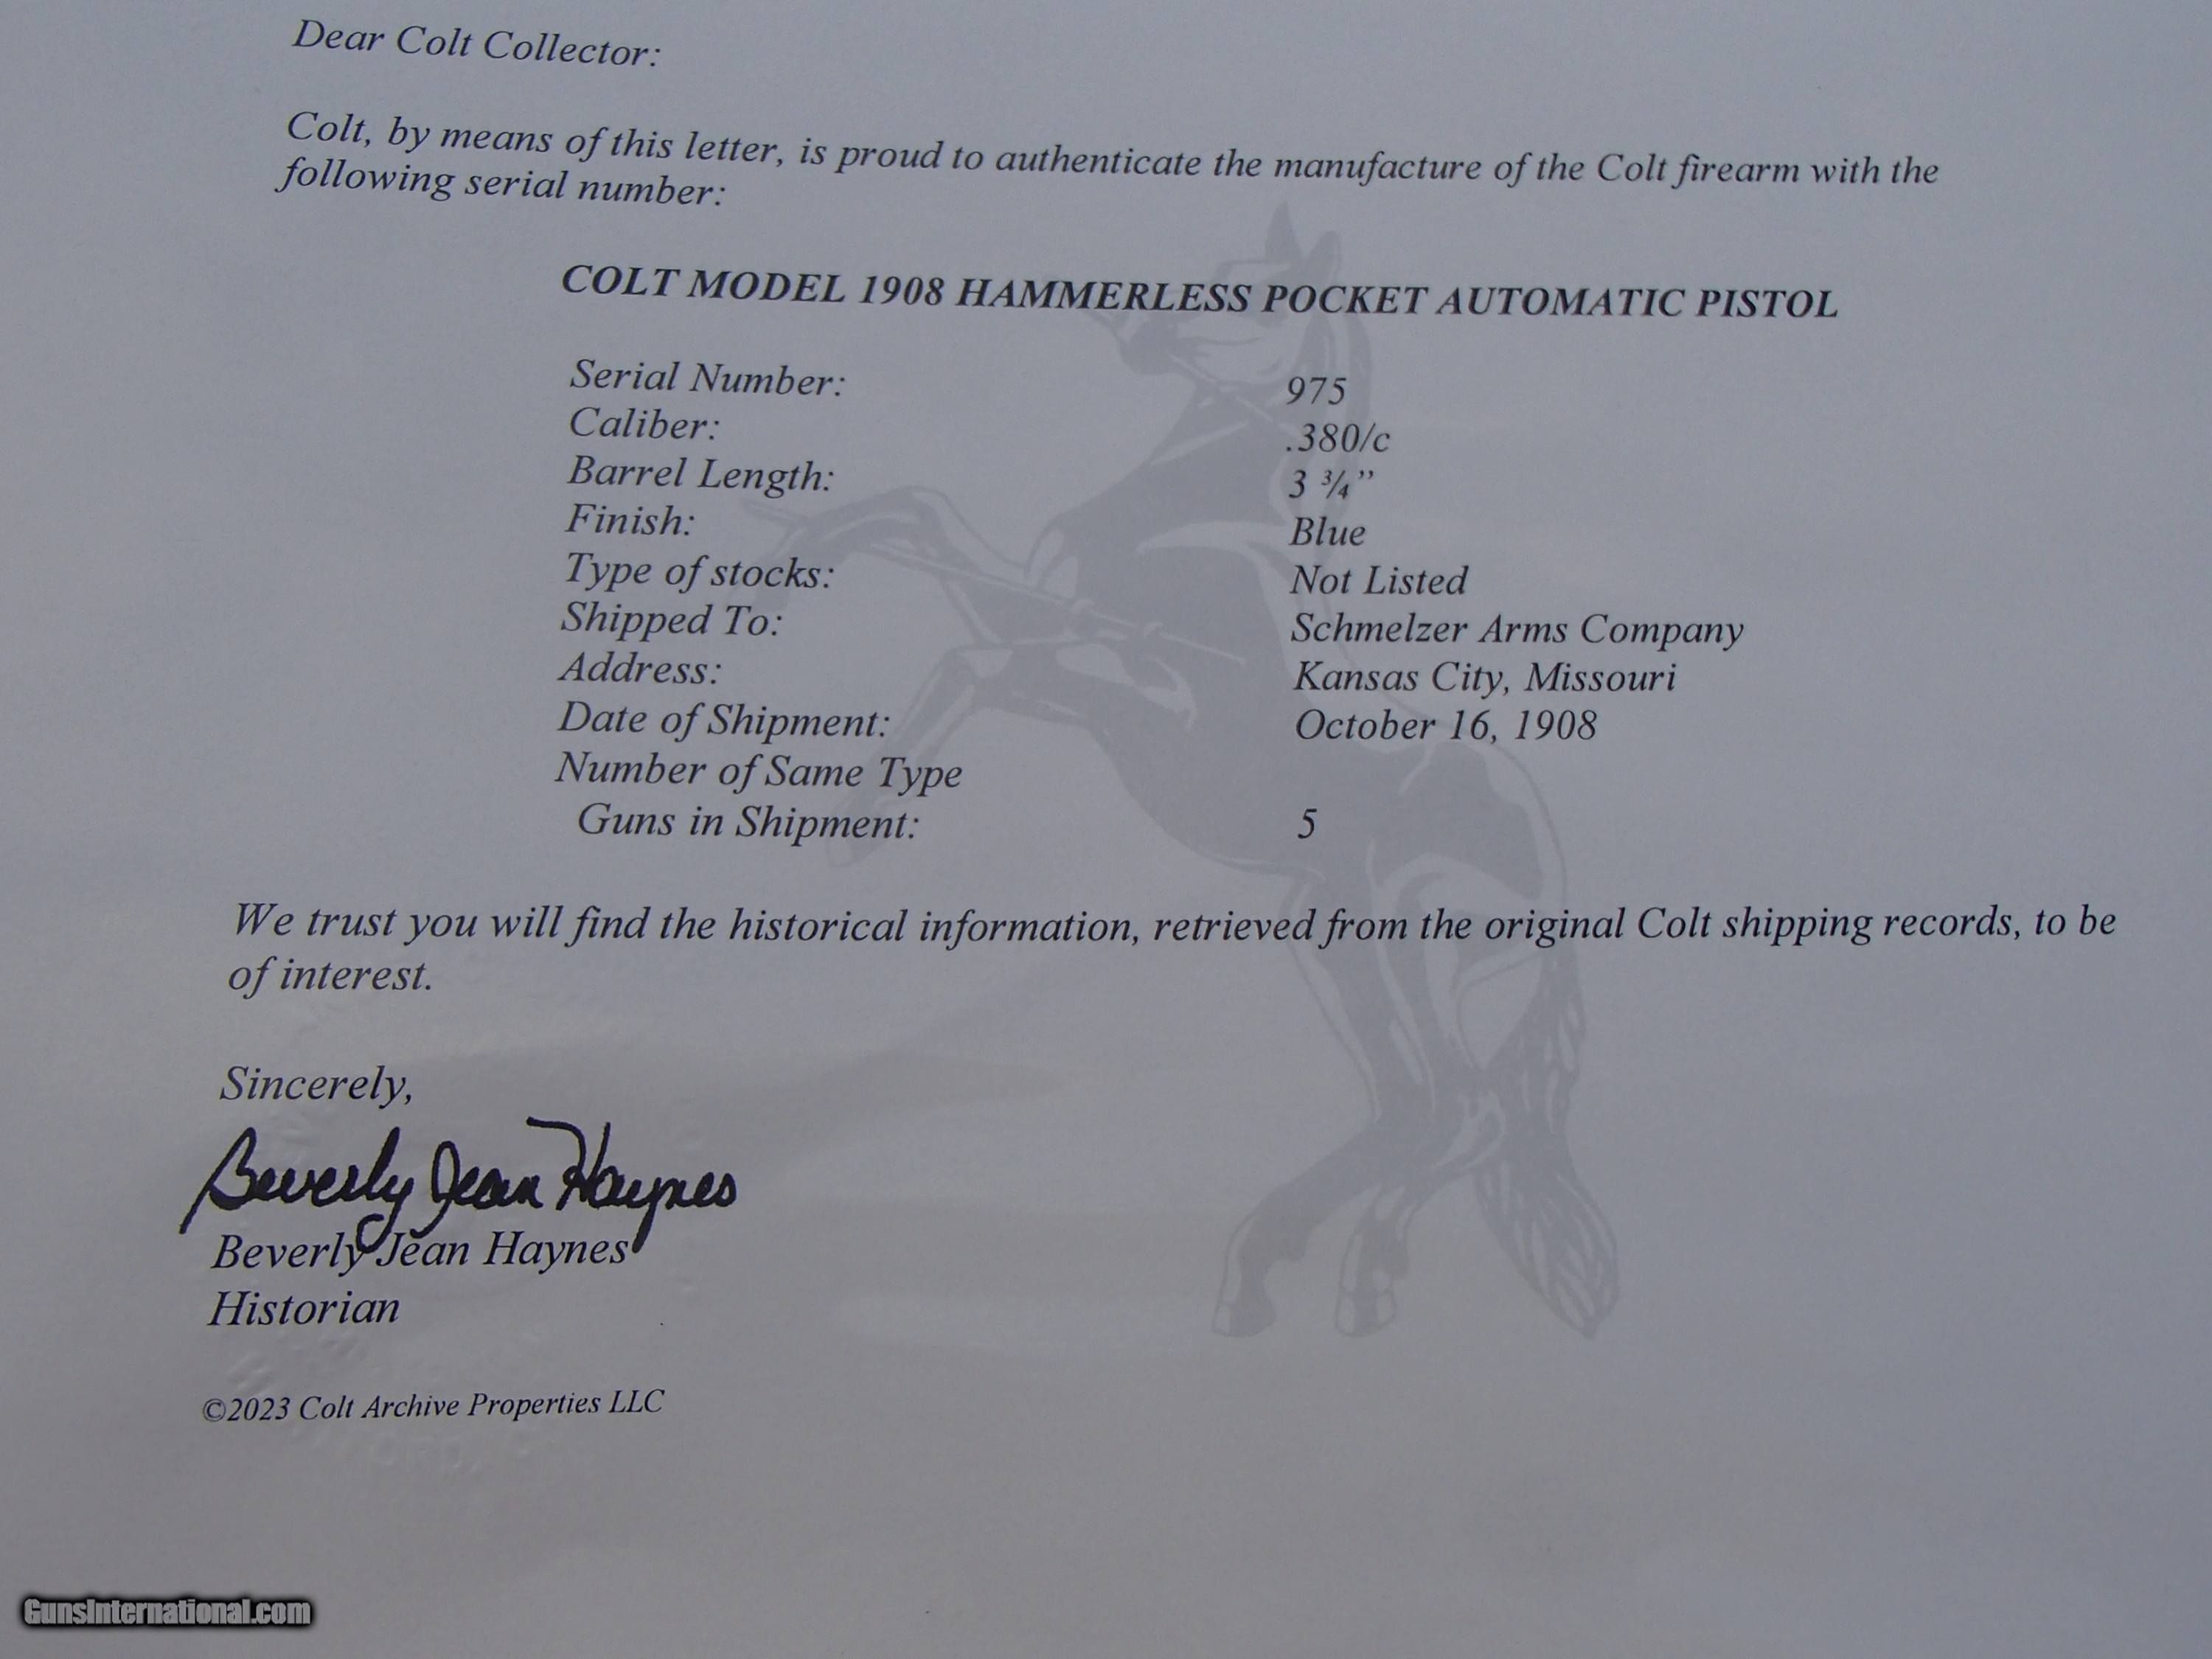 Dear Colt Collector:
Colt, by means of this letter, is proud to authenticate the manufacture of the Colt firearm with the
following serial number:
COLT MODEL 1908 HAMMERLESS POCKET AUTOMATIC PISTOL
Serial Number: 975
Caliber: .380/c
Barrel Length: 3 ¾”
Finish: Blue
Type of stocks: Not Listed
Shipped To: Schmelzer Arms Company
Address: Kansas City, Missouri
Date of Shipment: October 16, 1908
Number of Same Type
Guns in Shipment: 5
We trust you will find the historical information, retrieved from the original Colt shipping records, to be
of interest.
Sincerely,
Beverly Jean Haynes
Beverly Jean Haynes
Historian
©2023 Colt Archive Properties LLC
GunsInternational.com